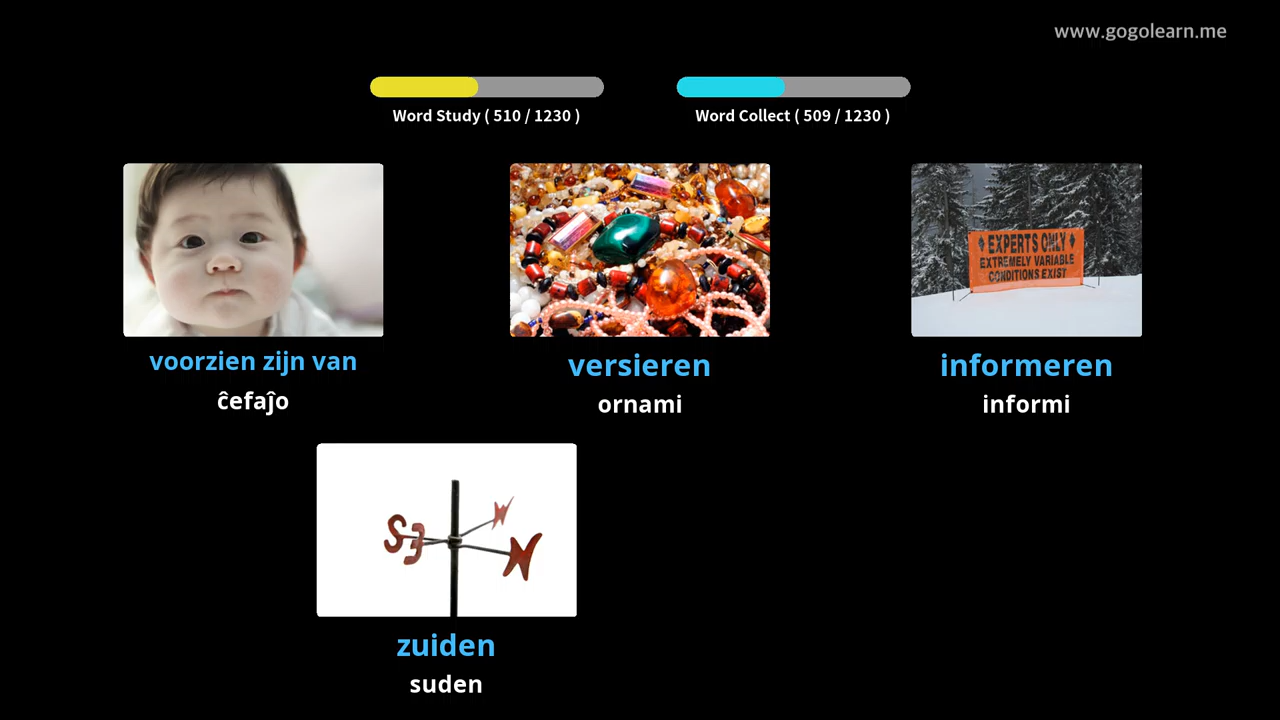 www.gogolearn.me
Word Study ( 510 / 1230 )
Word Collect ( 509 / 1230 )
EXPERTS ONLY
EXTREMELY VARIABLE
CONDITIONS EXIST
voorzien zijn van
ĉefaĵo
versieren
ornami
informeren
informi
S E N
zuiden
suden